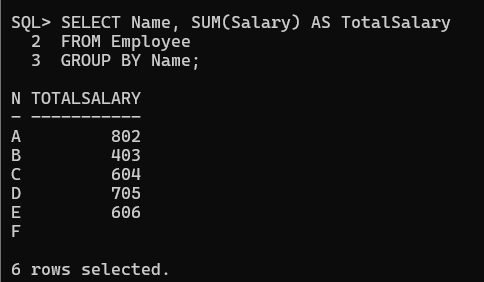 SQL> SELECT Name, SUM(Salary) AS TotalSalary
  2  FROM Employee
  3  GROUP BY Name;

N TOTALSALARY
- -----------
A         802
B         403
C         604
D         705
E         606
F

6 rows selected.